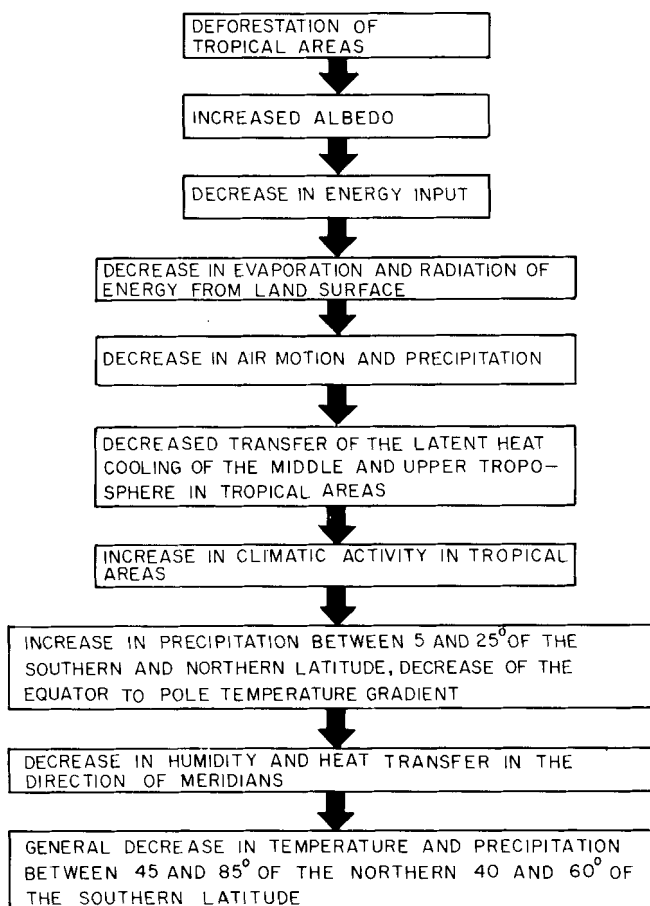 DEFORESTATION OF
TROPICAL AREAS
INCREASED ALBEDO
DECREASE IN ENERGY INPUT
DECREASE IN EVAPORATION AND RADIATION OF
ENERGY FROM LAND SURFACE
DECREASE IN AIR MOTION AND PRECIPITATION
DECREASED TRANSFER OF THE LATENT HEAT
COOLING OF THE MIDDLE AND UPPER TROPO-
SPHERE IN TROPICAL AREAS
INCREASE IN CLIMATIC ACTIVITY IN TROPICAL
AREAS
INCREASE IN PRECIPITATION BETWEEN 5 AND 25° OF THE
SOUTHERN AND NORTHERN LATITUDE, DECREASE OF THE
EQUATOR TO POLE TEMPERATURE GRADIENT
DECREASE IN HUMIDITY AND HEAT TRANSFER IN THE
DIRECTION OF MERIDIANS
GENERAL DECREASE IN TEMPERATURE AND PRECIPITATION
BETWEEN 45 AND 85° OF THE NORTHERN 40 AND 60° OF
THE SOUTHERN LATITUDE